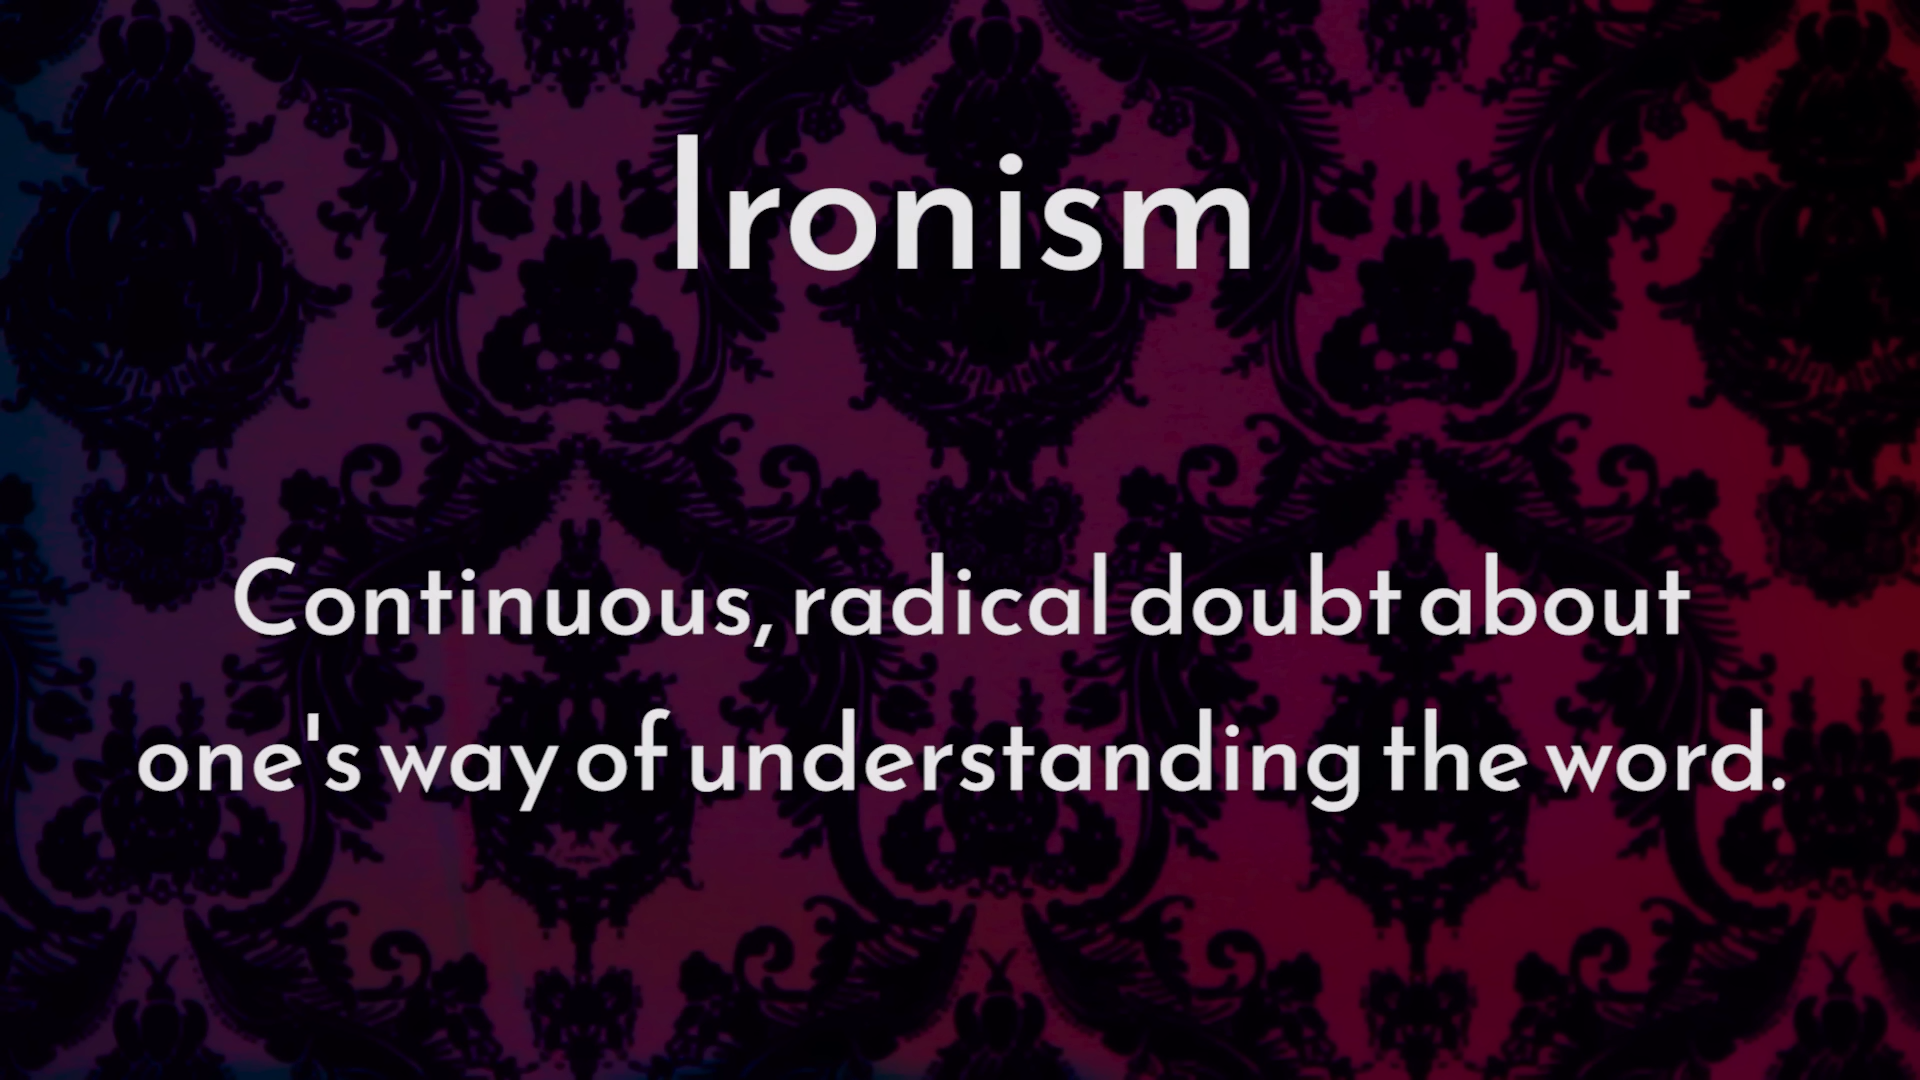 Ironism
Continuous, radical doubt about
one's way of understanding the word.